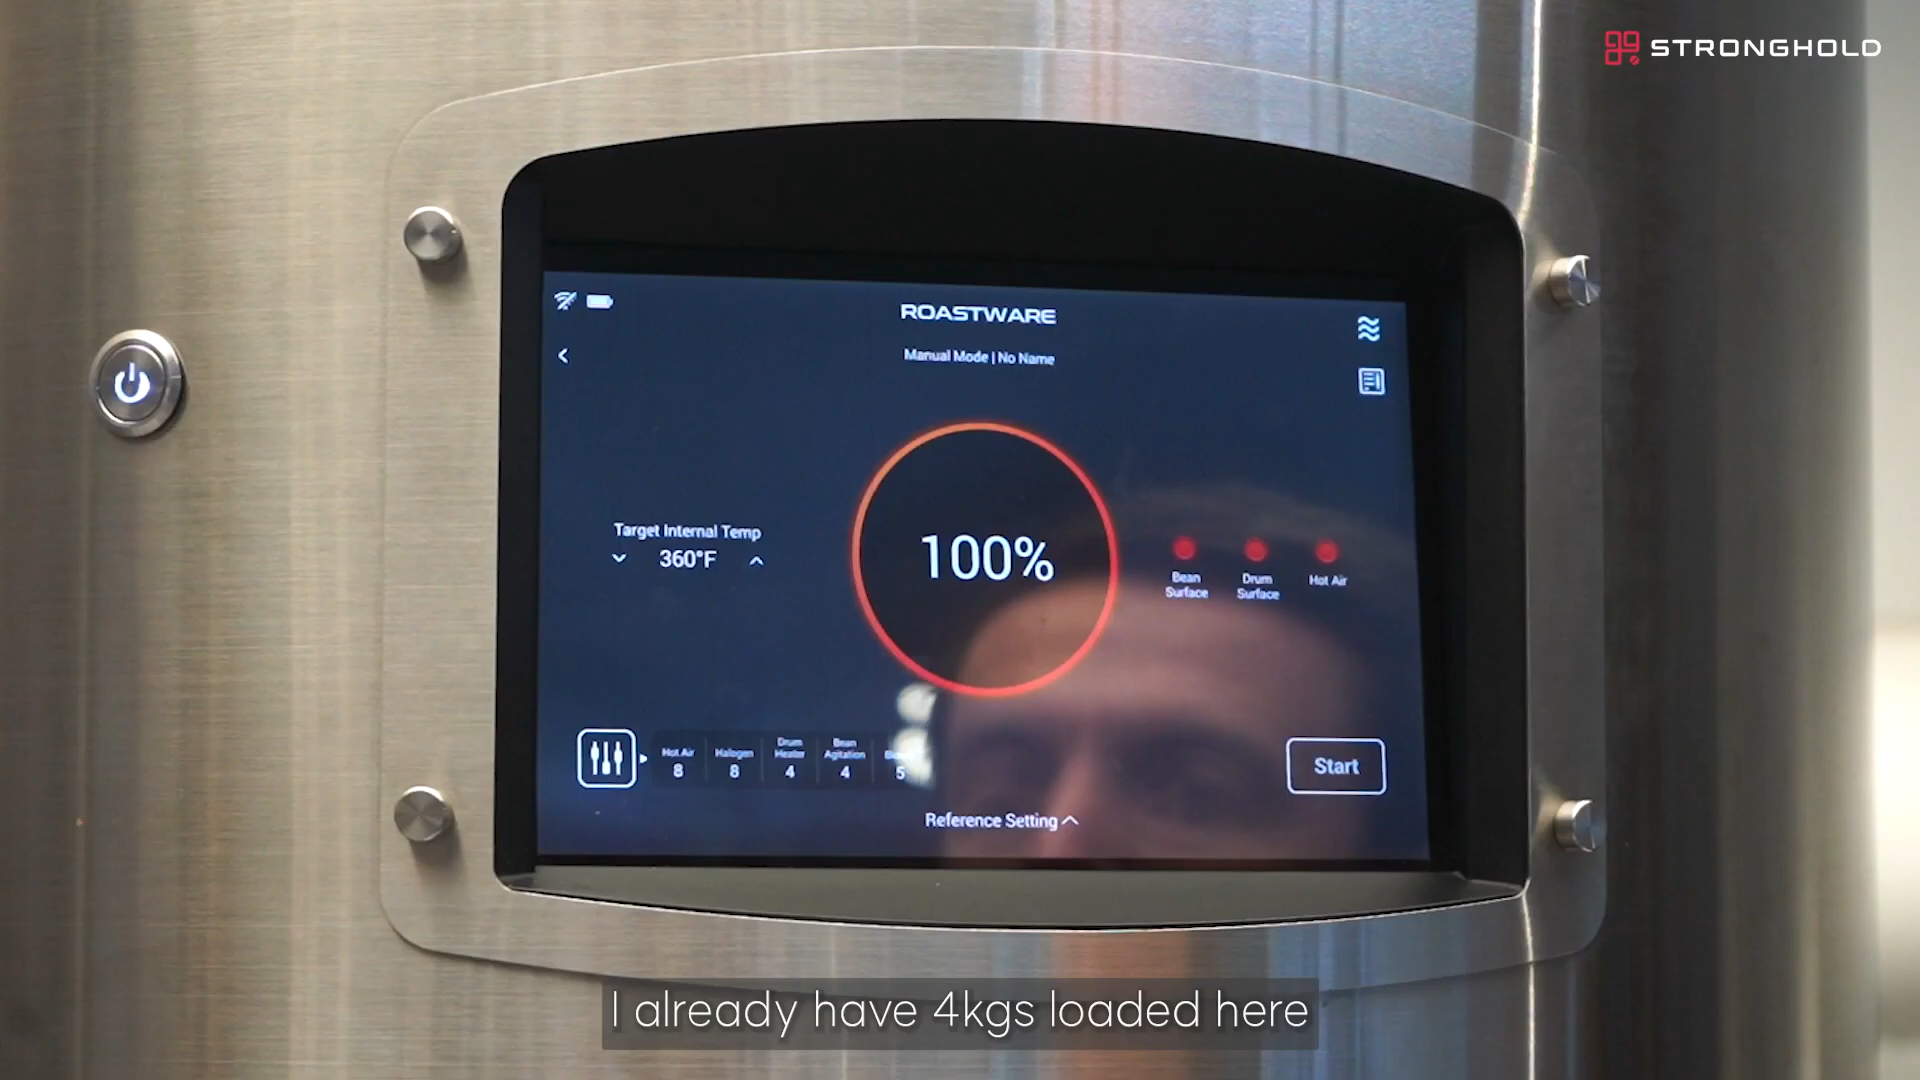 STRONGHOLD
ROASTWARE
Manual Mode | No Name
Target Internal Temp
360°F
100%
Bean Surface
Drum Surface
Hot Air
Hot Air 8
Halogen 8
Drum Heater 4
Bean Agitation 4
5
Start
Reference Setting
I already have 4kgs loaded here